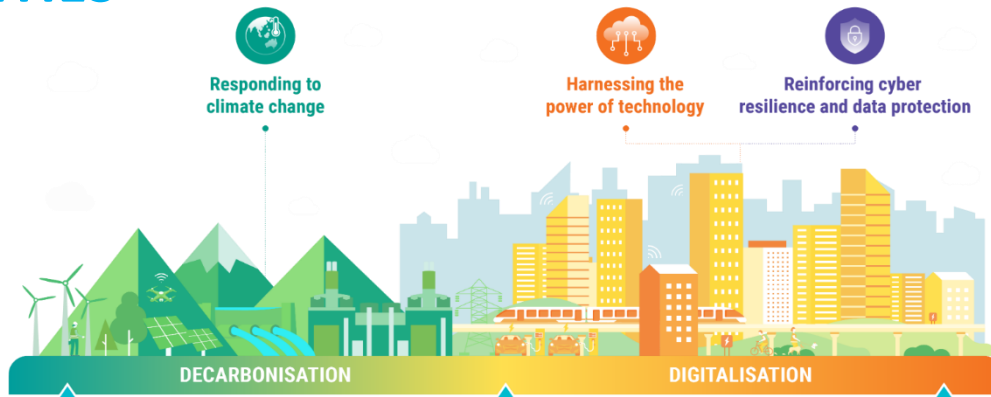 Responding to
climate change
Harnessing the
power of technology
Reinforcing cyber
resilience and data protection
DECARBONISATION
DIGITALISATION